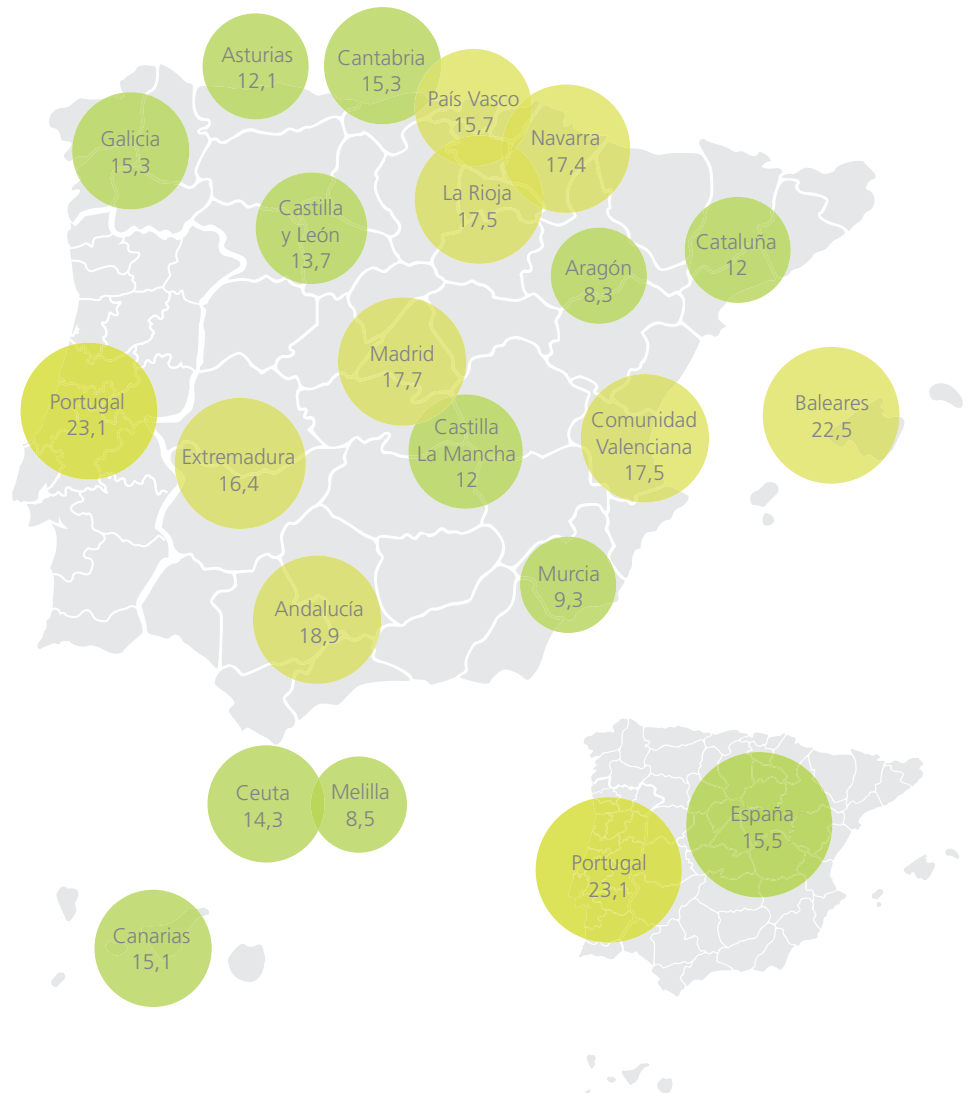 Asturias
12,1
Cantabria
15,3
País Vasco
15,7
Navarra
17,4
Galicia
15,3
La Rioja
17,5
Castilla
y León
13,7
Cataluña
12
Aragón
8,3
Madrid
17,7
Portugal
23,1
Baleares
22,5
Comunidad
Valenciana
17,5
Castilla
La Mancha
12
Extremadura
16,4
Murcia
9,3
Andalucía
18,9
Ceuta
14,3
Melilla
8,5
España
15,5
Portugal
23,1
Canarias
15,1